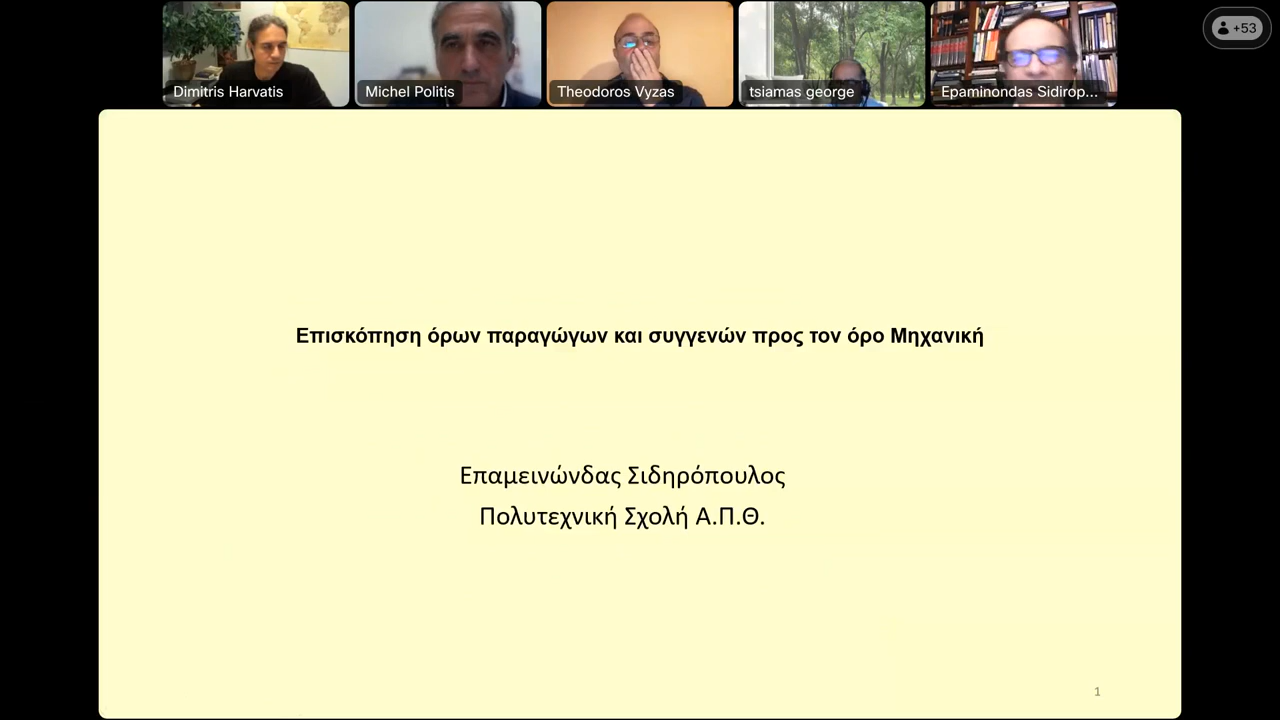 Dimitris Harvatis
Michel Politis
Theodoros Vyzas
tsiamas george
Epaminondas Sidirop...
+53
Επισκόπηση όρων παραγώγων και συγγενών προς τον όρο Μηχανική
Επαμεινώνδας Σιδηρόπουλος
Πολυτεχνική Σχολή Α.Π.Θ.
1